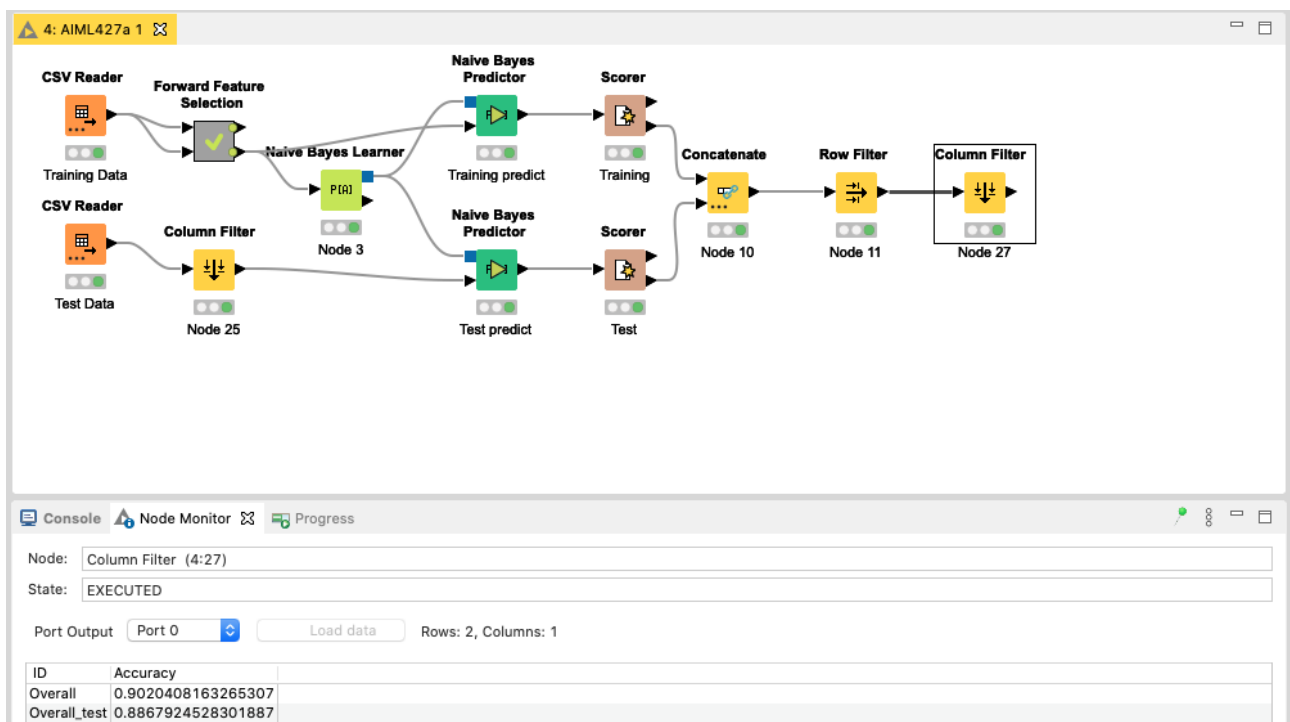 4: AIML427a 1
CSV Reader
Training Data
Forward Feature
Selection
Naive Bayes Learner
P[A]
Node 3
Naive Bayes
Predictor
Training predict
Scorer
Training
CSV Reader
Test Data
Column Filter
Node 25
Naive Bayes
Predictor
Test predict
Scorer
Test
Concatenate
Node 10
Row Filter
Node 11
Column Filter
Node 27
Console Node Monitor Progress
Node: Column Filter (4:27)
State: EXECUTED
Port Output Port 0 Load data Rows: 2, Columns: 1
ID Accuracy
Overall 0.9020408163265307
Overall_test 0.8867924528301887